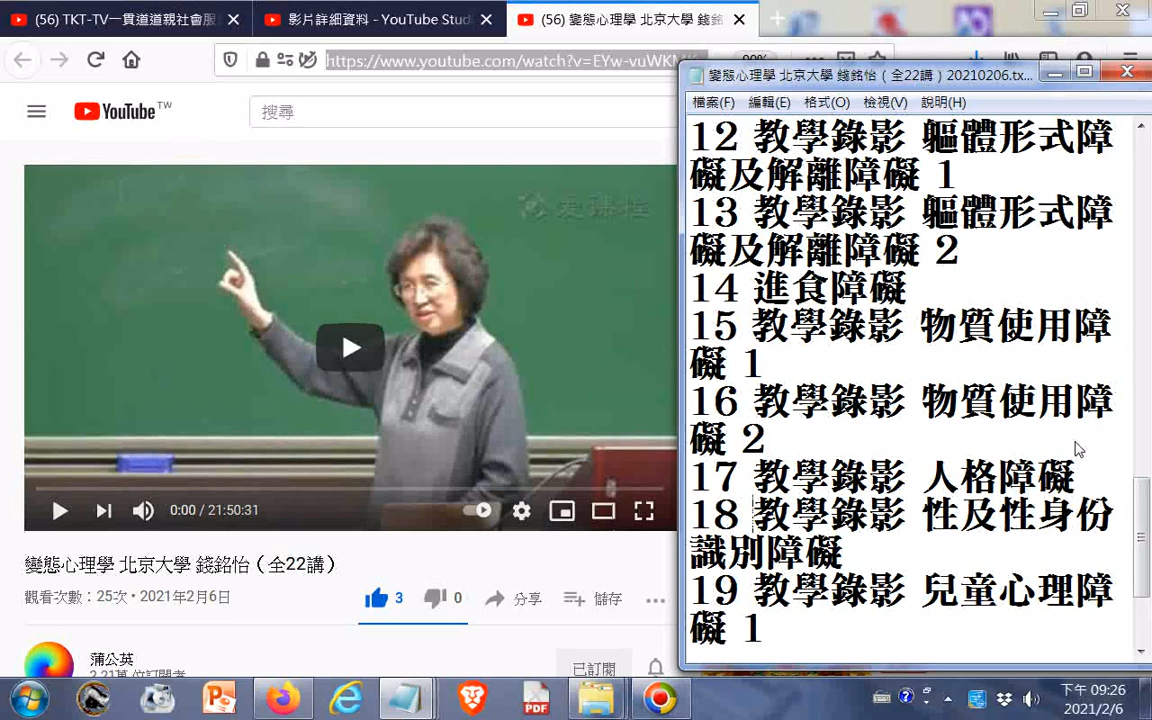 (56) TKT-TV一貫道道親社會服
影片詳細資料 - YouTube Stud
(56) 變態心理學 北京大學 錢銘
https://www.youtube.com/watch?v=EYw-vuWKM
YouTube TW
搜尋
0:00 / 21:50:31
變態心理學 北京大學 錢銘怡（全22講）
觀看次數：25次 • 2021年2月6日
3
0
分享
儲存
蒲公英
已訂閱
變態心理學 北京大學 錢銘怡（全22講）20210206.tx...
檔案(F) 編輯(E) 格式(O) 檢視(V) 說明(H)
12 教學錄影 軀體形式障
礙及解離障礙 1
13 教學錄影 軀體形式障
礙及解離障礙 2
14 進食障礙
15 教學錄影 物質使用障
礙 1
16 教學錄影 物質使用障
礙 2
17 教學錄影 人格障礙
18 教學錄影 性及性身份
識別障礙
19 教學錄影 兒童心理障
礙 1
PDF
下午 09:26
2021/2/6